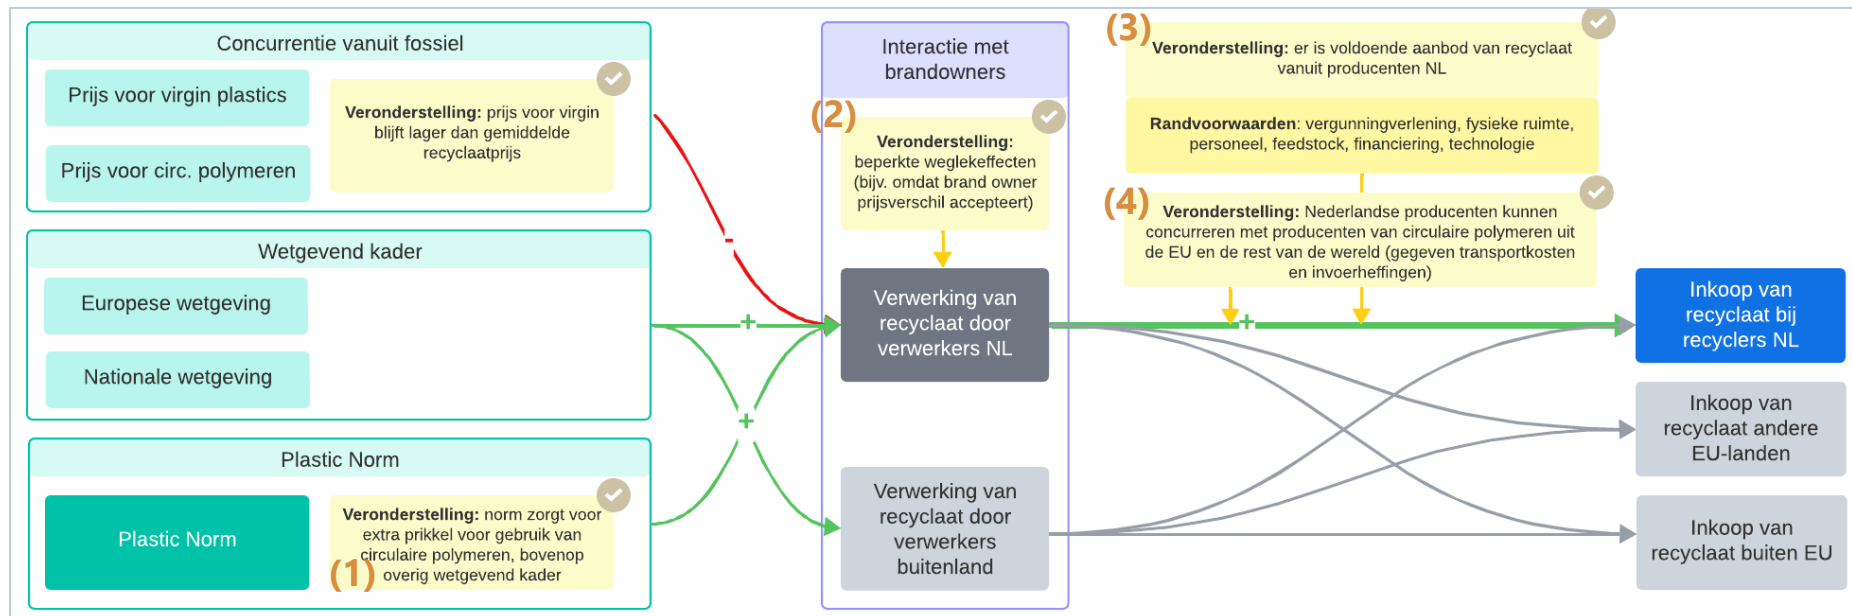 Concurrentie vanuit fossiel
Prijs voor virgin plastics
Prijs voor circ. polymeren
Veronderstelling: prijs voor virgin
blijft lager dan gemiddelde
recyclaatprijs
Wetgevend kader
Europese wetgeving
Nationale wetgeving
Plastic Norm
Plastic Norm
Veronderstelling: norm zorgt voor
extra prikkel voor gebruik van
circulaire polymeren, bovenop
overig wetgevend kader
(1)
-
+
+
Interactie met
brandowners
(2)
Veronderstelling:
beperkte weglekeffecten
(bijv. omdat brand owner
prijsverschil accepteert)
Verwerking van
recyclaat door
verwerkers NL
Verwerking van
recyclaat door
verwerkers
buitenland
(3)
Veronderstelling: er is voldoende aanbod van recyclaat
vanuit producenten NL
Randvoorwaarden: vergunningverlening, fysieke ruimte,
personeel, feedstock, financiering, technologie
(4)
Veronderstelling: Nederlandse producenten kunnen
concurreren met producenten van circulaire polymeren uit
de EU en de rest van de wereld (gegeven transportkosten
en invoerheffingen)
+
Inkoop van
recyclaat bij
recyclers NL
Inkoop van
recyclaat andere
EU-landen
Inkoop van
recyclaat buiten EU